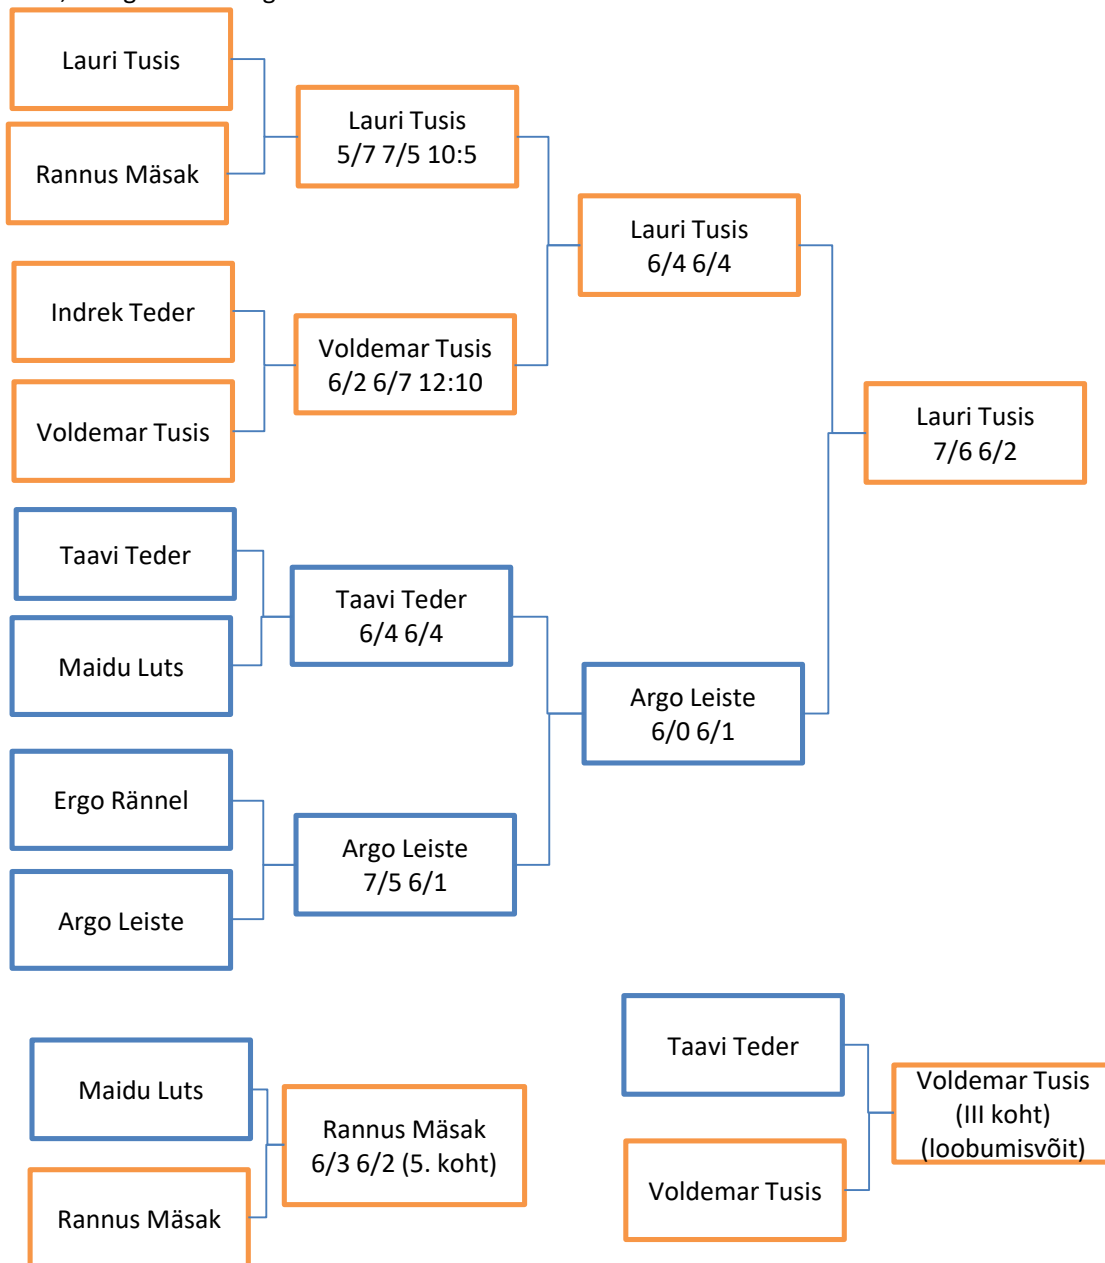 Lauri Tusis
Rannus Mäsak
Lauri Tusis
5/7 7/5 10:5
Indrek Teder
Voldemar Tusis
Voldemar Tusis
6/2 6/7 12:10
Lauri Tusis
6/4 6/4
Lauri Tusis
7/6 6/2
Taavi Teder
Maidu Luts
Taavi Teder
6/4 6/4
Ergo Rännel
Argo Leiste
Argo Leiste
7/5 6/1
Argo Leiste
6/0 6/1
Maidu Luts
Rannus Mäsak
Rannus Mäsak
6/3 6/2 (5. koht)
Taavi Teder
Voldemar Tusis
Voldemar Tusis
(III koht)
(loobumisvõit)